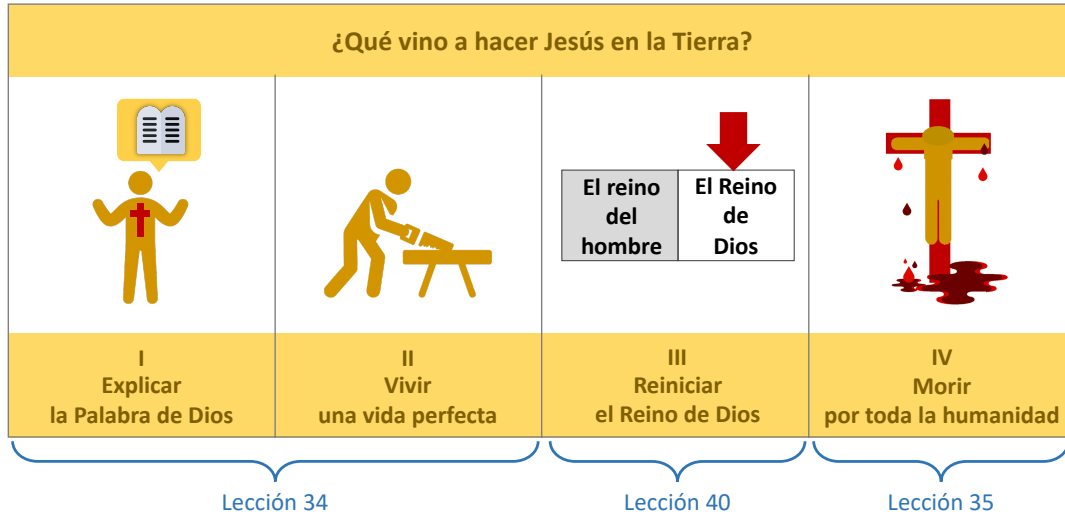 ¿Qué vino a hacer Jesús en la Tierra?
El reino
del
hombre
El Reino
de
Dios
I
Explicar
la Palabra de Dios
II
Vivir
una vida perfecta
III
Reiniciar
el Reino de Dios
IV
Morir
por toda la humanidad
Lección 34
Lección 40
Lección 35